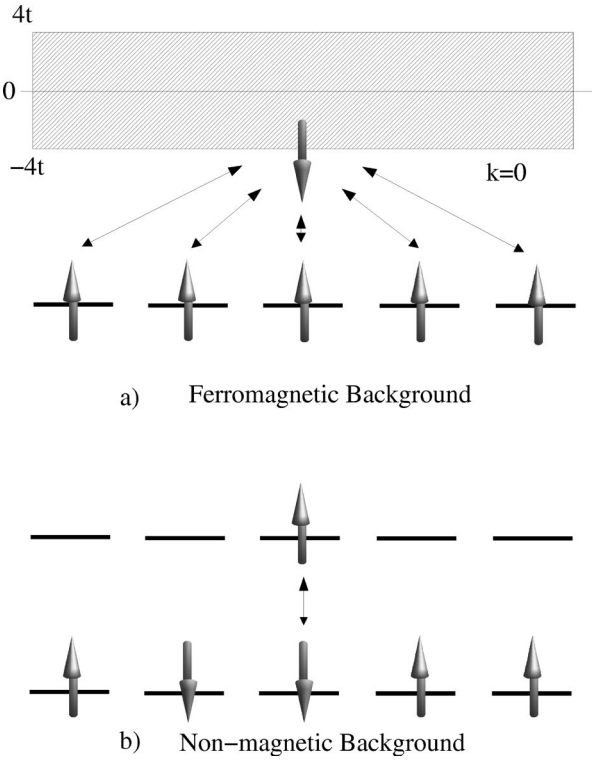 4t
0
−4t
k=0
a) Ferromagnetic Background
b) Non−magnetic Background